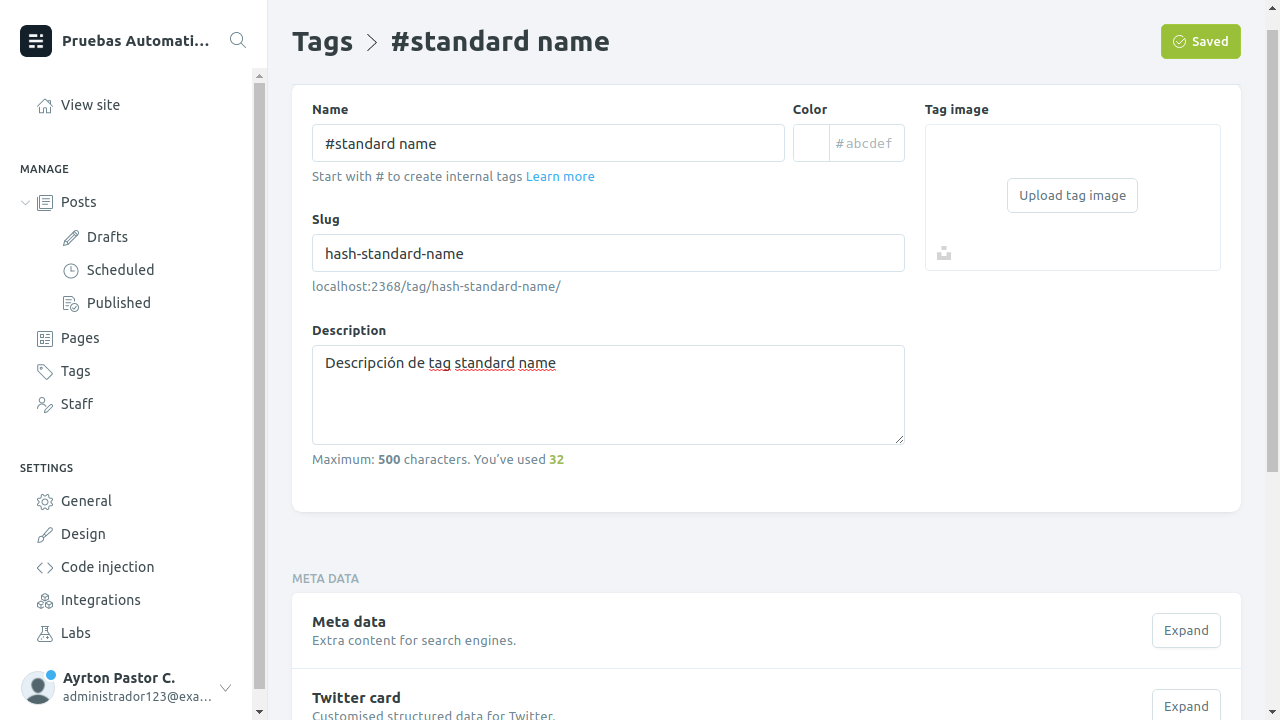 Pruebas Automati...
View site
MANAGE
Posts
Drafts
Scheduled
Published
Pages
Tags
Staff
SETTINGS
General
Design
Code injection
Integrations
Labs
Ayrton Pastor C.
administrador123@exa...
Tags > #standard name
Saved
Name
#standard name
Start with # to create internal tags Learn more
Color
#abcdef
Tag image
Upload tag image
Slug
hash-standard-name
localhost:2368/tag/hash-standard-name/
Description
Descripción de tag standard name
Maximum: 500 characters. You’ve used 32
META DATA
Meta data
Extra content for search engines.
Expand
Twitter card
Customised structured data for Twitter.
Expand